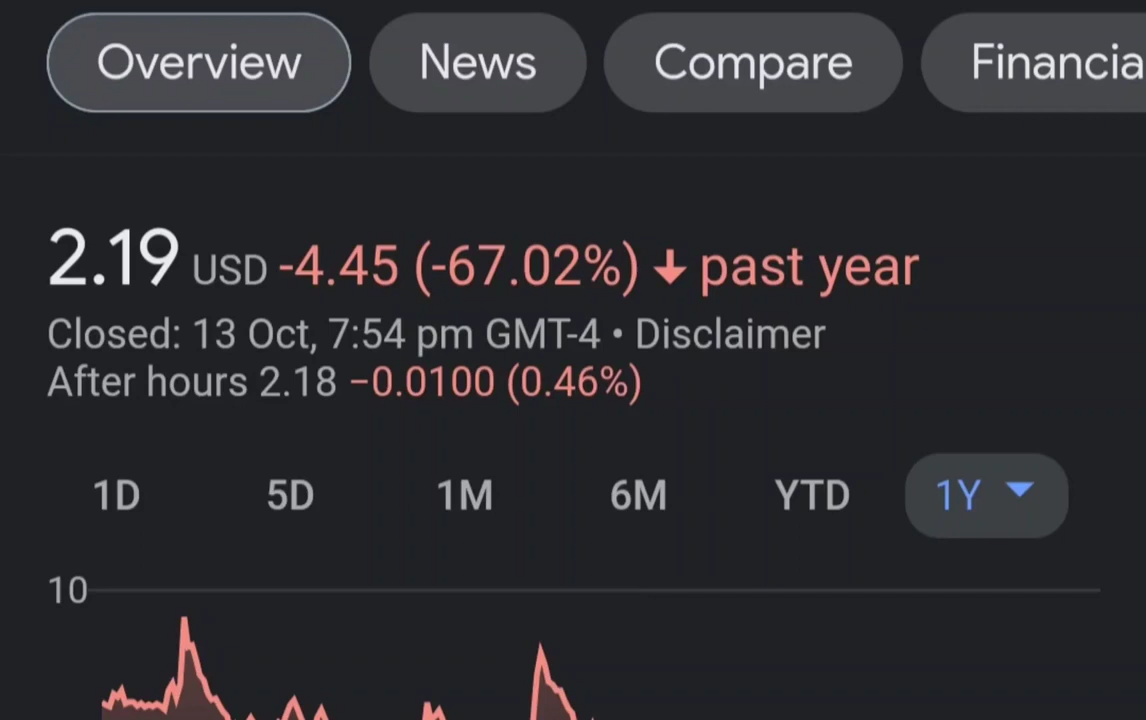 Overview News Compare Financia
2.19 USD -4.45 (-67.02%) ↓ past year
Closed: 13 Oct, 7:54 pm GMT-4 • Disclaimer
After hours 2.18 −0.0100 (0.46%)
1D 5D 1M 6M YTD 1Y
10